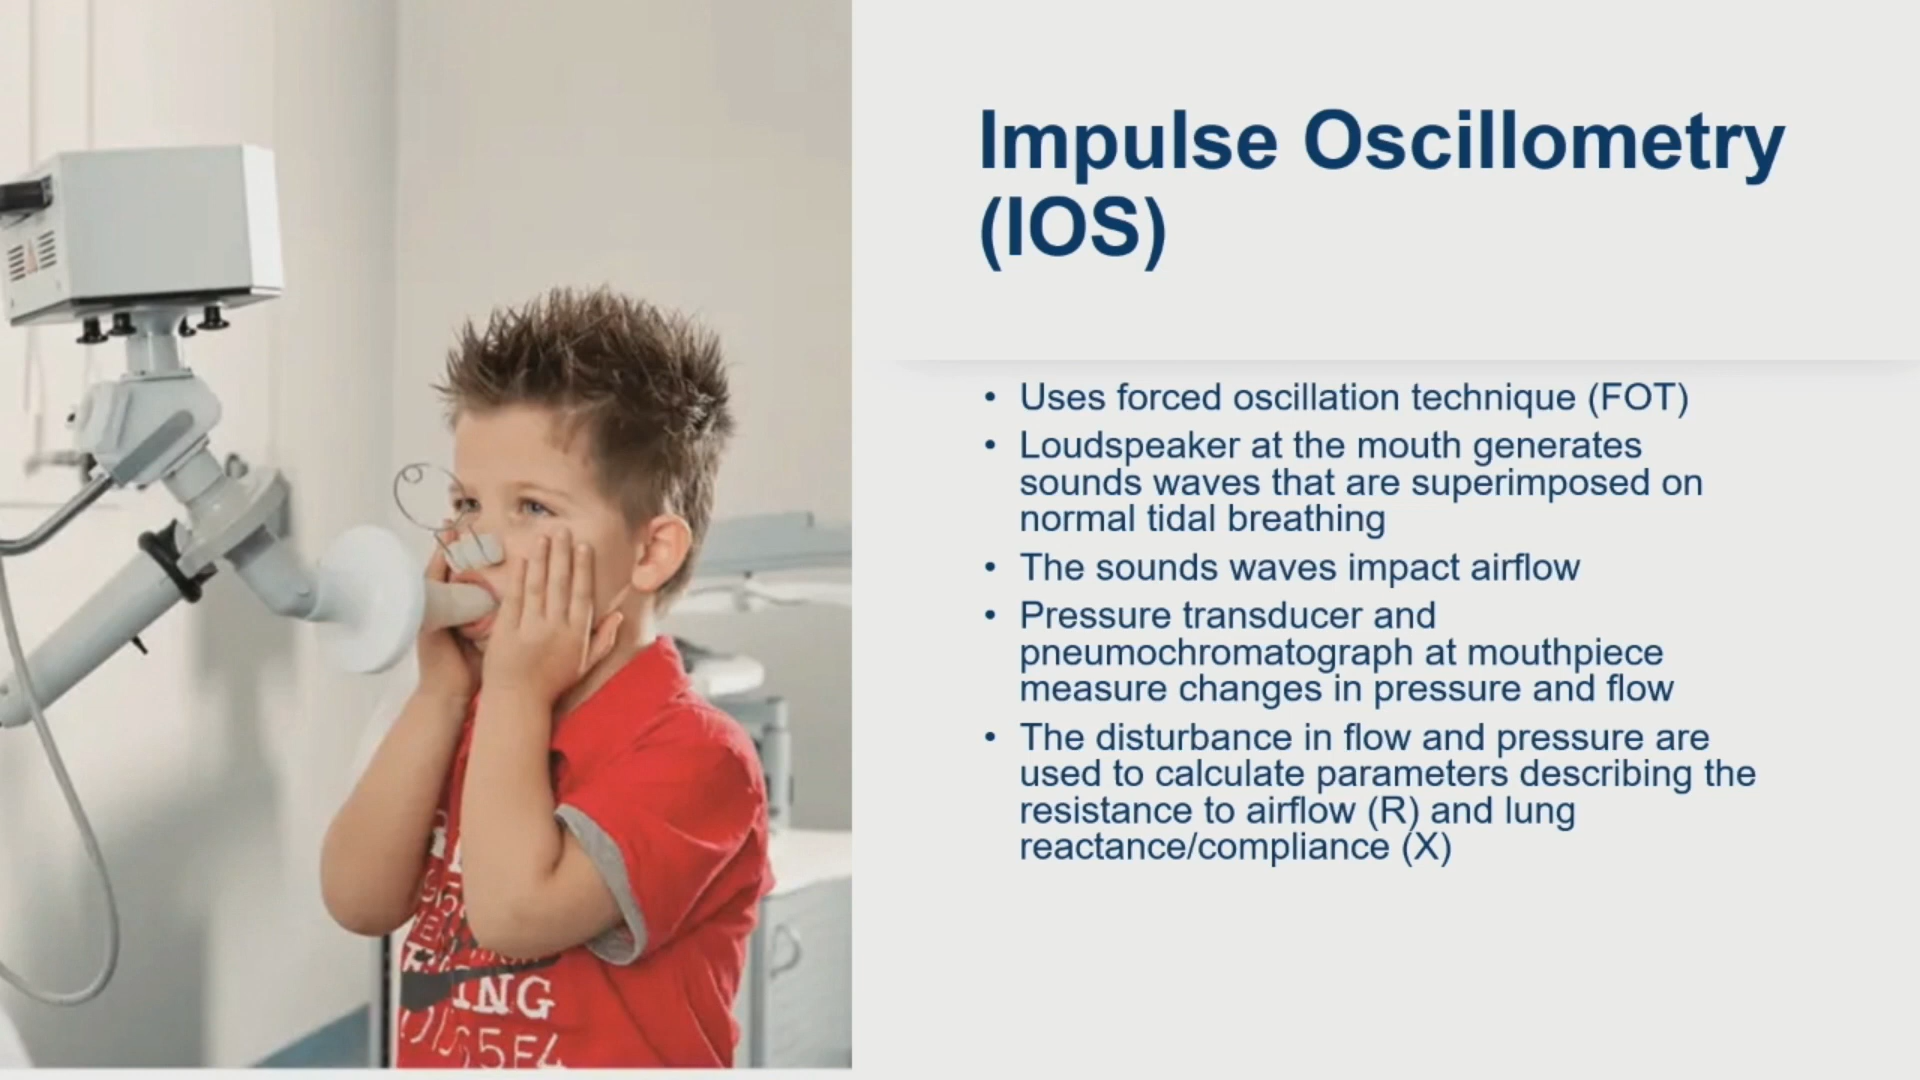 Impulse Oscillometry
(IOS)
• Uses forced oscillation technique (FOT)
• Loudspeaker at the mouth generates
sounds waves that are superimposed on
normal tidal breathing
• The sounds waves impact airflow
• Pressure transducer and
pneumochromatograph at mouthpiece
measure changes in pressure and flow
• The disturbance in flow and pressure are
used to calculate parameters describing the
resistance to airflow (R) and lung
reactance/compliance (X)